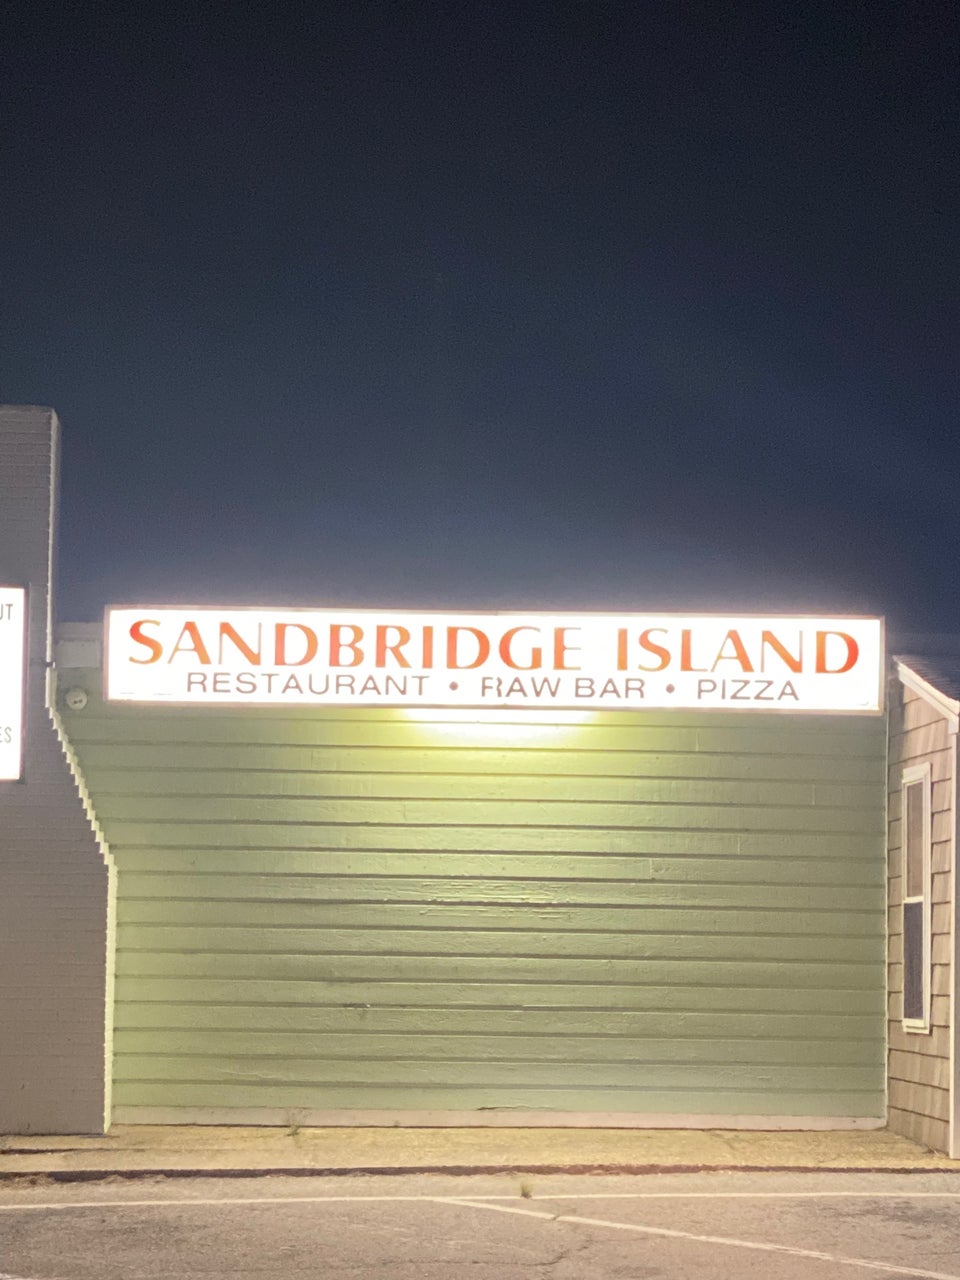 SANDBRIDGE ISLAND
RESTAURANT • RAW BAR • PIZZA